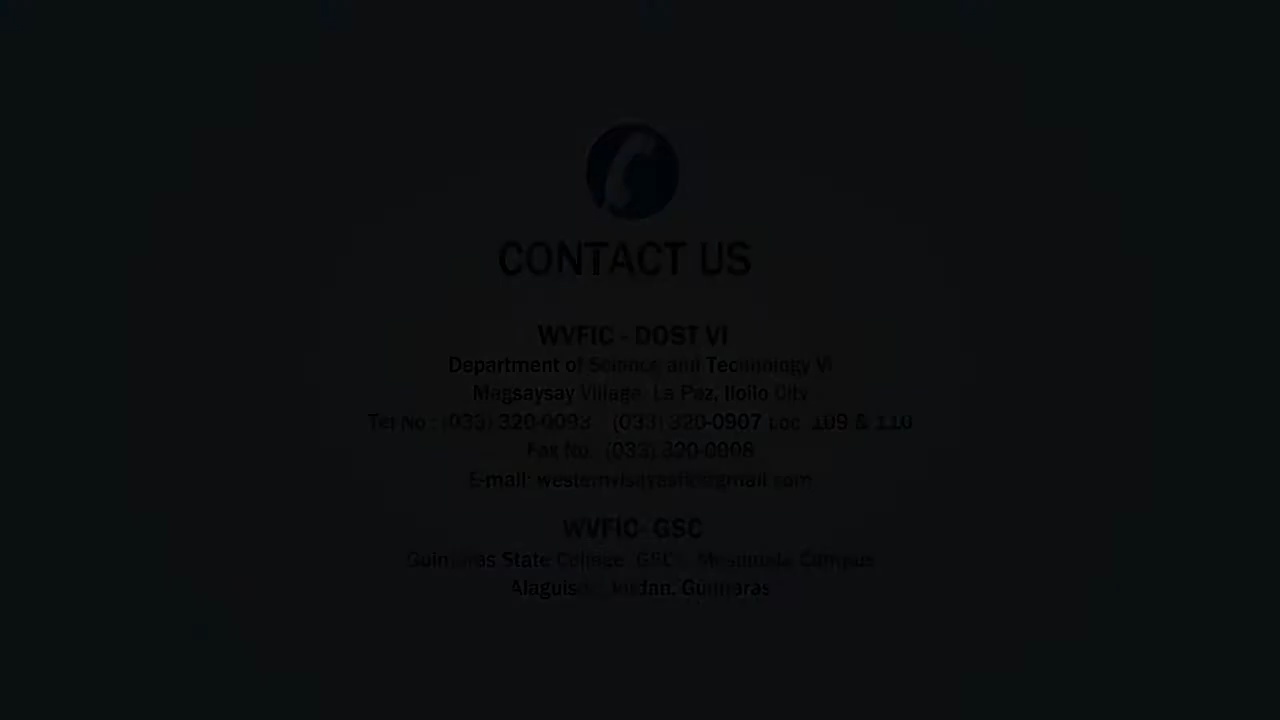 CONTACT US
WVFIC - DOST VI
Department of Science and Technology VI
Magsaysay Village, La Paz, Iloilo City
Tel No : (033) 320-0093 (033) 320-0907 Loc. 109 & 110
Fax No. (033) 320-0908
E-mail:
WVFIC- GSC
Guimaras State College Campus
Guimaras